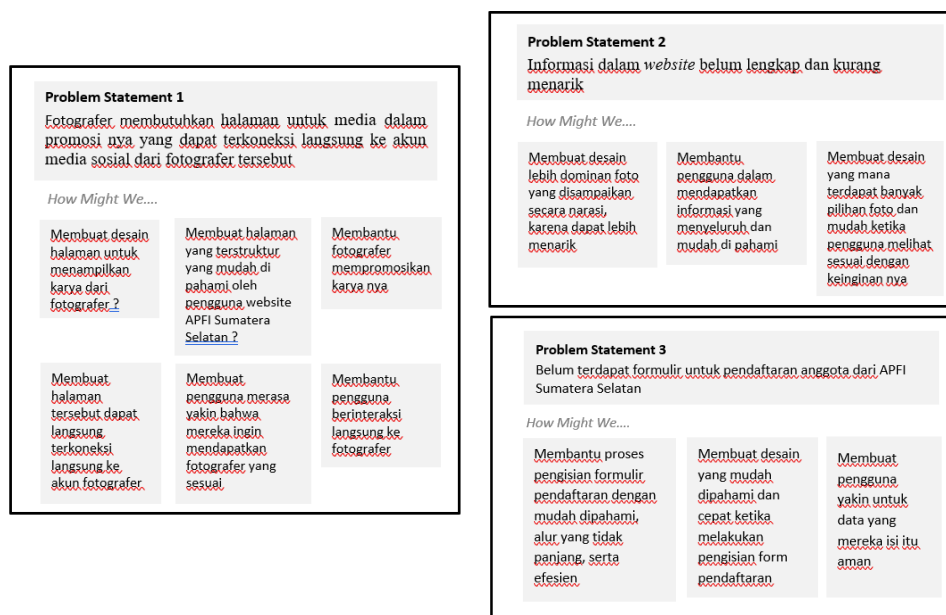 Problem Statement 1
Fotografer membutuhkan halaman untuk media dalam
promosi nya yang dapat terkoneksi langsung ke akun
media sosial dari fotografer tersebut
How Might We....
Membuat desain
halaman untuk
menampilkan
karya dari
fotografer ?
Membuat halaman
yang terstruktur
yang mudah di
pahami oleh
pengguna website
APFI Sumatera
Selatan ?
Membantu
fotografer
mempromosikan
karya nya
Membuat
halaman
tersebut dapat
langsung
terkoneksi
langsung ke
akun fotografer
Membuat
pengguna merasa
yakin bahwa
mereka ingin
mendapatkan
fotografer yang
sesuai
Membantu
pengguna
berinteraksi
langsung ke
fotografer
Problem Statement 2
Informasi dalam website belum lengkap dan kurang
menarik
How Might We....
Membuat desain
lebih dominan foto
yang disampaikan
secara narasi,
karena dapat lebih
menarik
Membantu
pengguna dalam
mendapatkan
informasi yang
menyeluruh dan
mudah di pahami
Membuat desain
yang mana
terdapat banyak
pilihan foto dan
mudah ketika
pengguna melihat
sesuai dengan
keinginan nya
Problem Statement 3
Belum terdapat formulir untuk pendaftaran anggota dari APFI
Sumatera Selatan
How Might We....
Membantu proses
pengisian formulir
pendaftaran dengan
mudah dipahami,
alur yang tidak
panjang, serta
efesien
Membuat desain
yang mudah
dipahami dan
cepat ketika
melakukan
pengisian form
pendaftaran
Membuat
pengguna
yakin untuk
data yang
mereka isi itu
aman